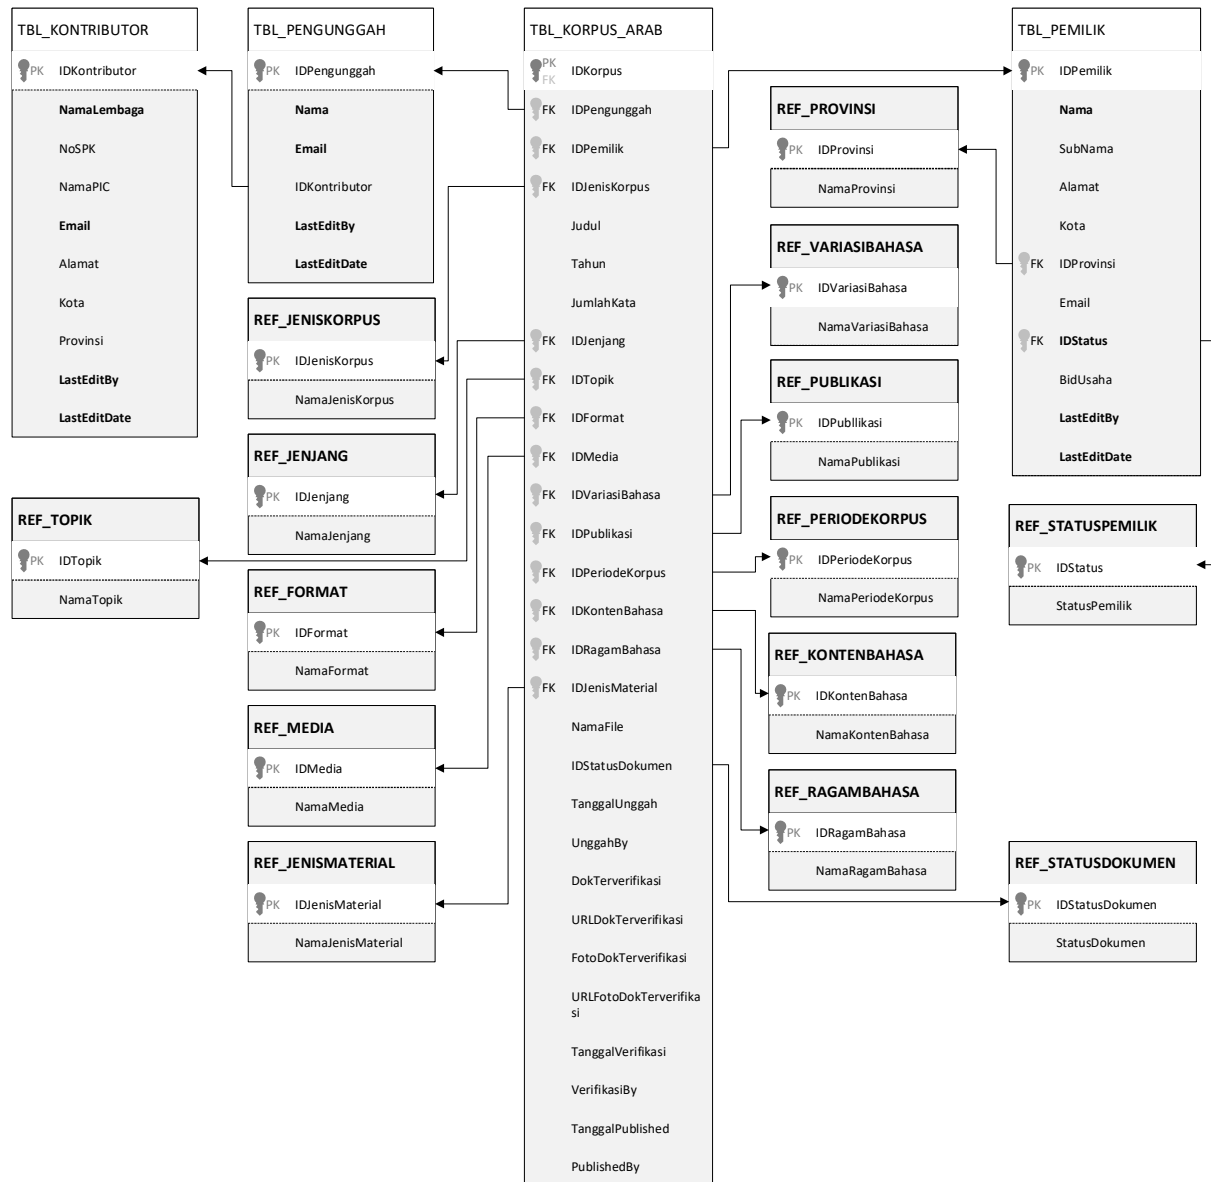 TBL_KONTRIBUTOR
PK IDKontributor
NamaLembaga
NoSPK
NamaPIC
Email
Alamat
Kota
Provinsi
LastEditBy
LastEditDate
REF_TOPIK
PK IDTopik
NamaTopik
TBL_PENGUNGGAH
PK IDPengunggah
Nama
Email
IDKontributor
LastEditBy
LastEditDate
REF_JENISKORPUS
PK IDJenisKorpus
NamaJenisKorpus
REF_JENJANG
PK IDJenjang
NamaJenjang
REF_FORMAT
PK IDFormat
NamaFormat
REF_MEDIA
PK IDMedia
NamaMedia
REF_JENISMATERIAL
PK IDJenisMaterial
NamaJenisMaterial
TBL_KORPUS_ARAB
PK
FK
IDKorpus
FK IDPengunggah
FK IDPemilik
FK IDJenisKorpus
Judul
Tahun
JumlahKata
FK IDJenjang
FK IDTopik
FK IDFormat
FK IDMedia
FK IDVariasiBahasa
FK IDPublikasi
FK IDPeriodeKorpus
FK IDKontenBahasa
FK IDRagamBahasa
FK IDJenisMaterial
NamaFile
IDStatusDokumen
TanggalUnggah
UnggahBy
DokTerverifikasi
URLDokTerverifikasi
FotoDokTerverifikasi
URLFotoDokTerverifika
si
TanggalVerifikasi
VerifikasiBy
TanggalPublished
PublishedBy
REF_PROVINSI
PK IDProvinsi
NamaProvinsi
REF_VARIASIBAHASA
PK IDVariasiBahasa
NamaVariasiBahasa
REF_PUBLIKASI
PK IDPubllikasi
NamaPublikasi
REF_PERIODEKORPUS
PK IDPeriodeKorpus
NamaPeriodeKorpus
REF_KONTENBAHASA
PK IDKontenBahasa
NamaKontenBahasa
REF_RAGAMBAHASA
PK IDRagamBahasa
NamaRagamBahasa
TBL_PEMILIK
PK IDPemilik
Nama
SubNama
Alamat
Kota
FK IDProvinsi
Email
FK IDStatus
BidUsaha
LastEditBy
LastEditDate
REF_STATUSPEMILIK
PK IDStatus
StatusPemilik
REF_STATUSDOKUMEN
PK IDStatusDokumen
StatusDokumen